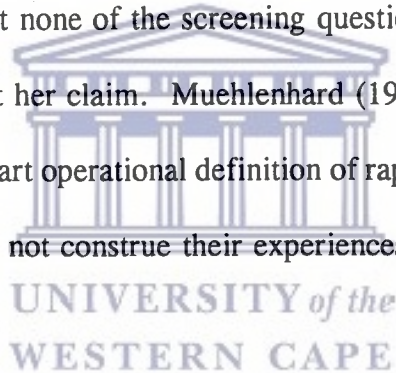 t none of the screening questi
t her claim. Muehlenhard (19
art operational definition of rap
not construe their experience
UNIVERSITY of the
WESTERN CAPE